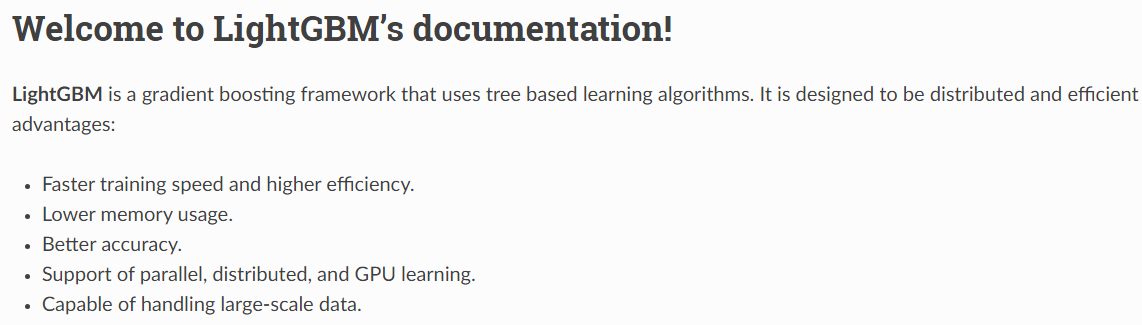 Welcome to LightGBM’s documentation!
LightGBM is a gradient boosting framework that uses tree based learning algorithms. It is designed to be distributed and efficient
advantages:
• Faster training speed and higher efficiency.
• Lower memory usage.
• Better accuracy.
• Support of parallel, distributed, and GPU learning.
• Capable of handling large-scale data.